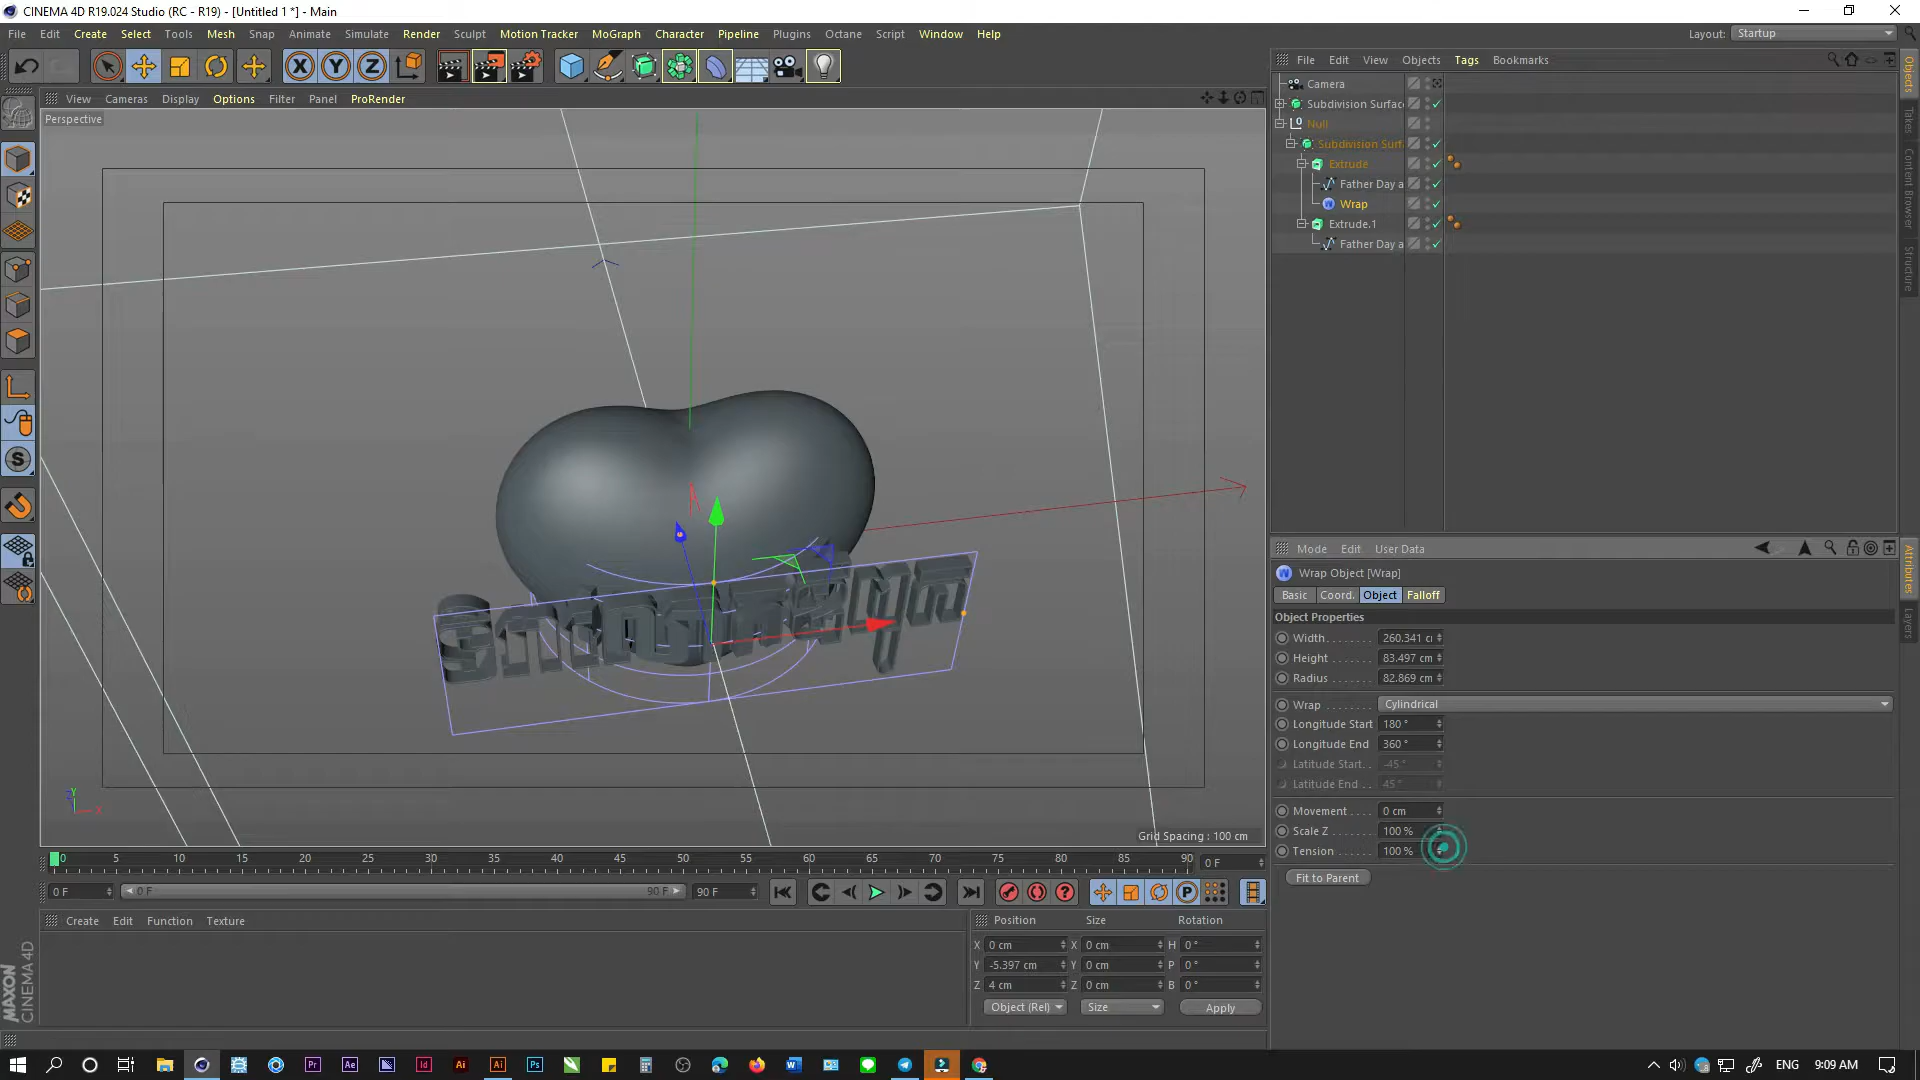 CINEMA 4D R19.024 Studio (RC - R19) - [Untitled 1 *] - Main
File Edit Create Select Tools Mesh Snap Animate Simulate Render Sculpt Motion Tracker MoGraph Character Pipeline Plugins Octane Script Window Help
Layout: Startup
File Edit View Objects Tags Bookmarks
View Cameras Display Options Filter Panel ProRender
Perspective
Camera
Subdivision Surfac
Null
Subdivision Surf
Extrude
Father Day a
Wrap
Extrude.1
Father Day a
Objects
Takes
Content Browser
Structure
Mode Edit User Data
Wrap Object [Wrap]
Basic Coord. Object Falloff
Object Properties
Width 260.341 c
Height 83.497 cm
Radius 82.869 cm
Wrap Cylindrical
Longitude Start 180 °
Longitude End 360 °
Latitude Start -45 °
Latitude End 45 °
Movement 0 cm
Scale Z 100 %
Tension 100 %
Fit to Parent
Attributes
Layers
Grid Spacing : 100 cm
Y
X
0 5 10 15 20 25 30 35 40 45 50 55 60 65 70 75 80 85 90 0 F
0 F 0 F 90 F 90 F
Create Edit Function Texture
Position Size Rotation
X 0 cm X 0 cm H 0 °
Y -5.397 cm Y 0 cm P 0 °
Z 4 cm Z 0 cm B 0 °
Object (Rel) Size Apply
MAXON CINEMA 4D
ENG 9:09 AM